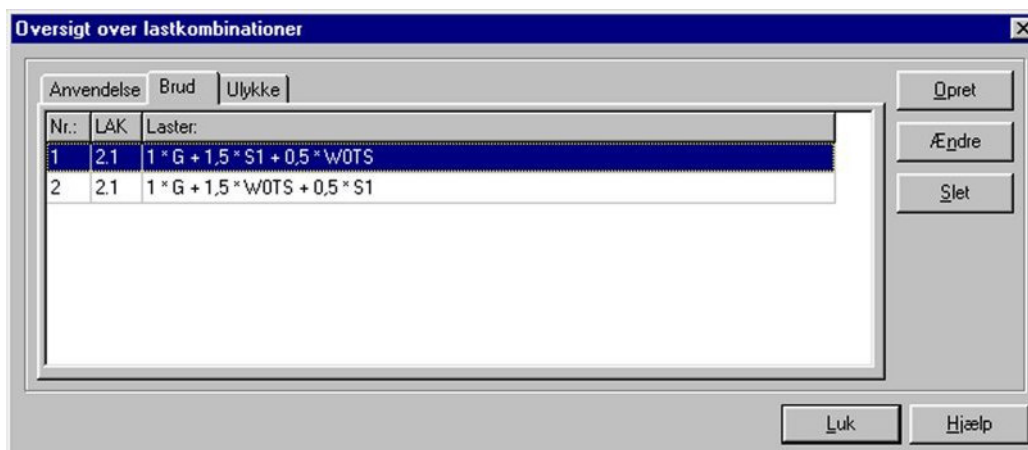 Oversigt over lastkombinationer
Anvendelse Brud Ulykke
Nr.: LAK Laster:
1 2.1 1 * G + 1,5 * S1 + 0,5 * W0TS
2 2.1 1 * G + 1,5 * W0TS + 0,5 * S1
Opret
Ændre
Slet
Luk Hjælp